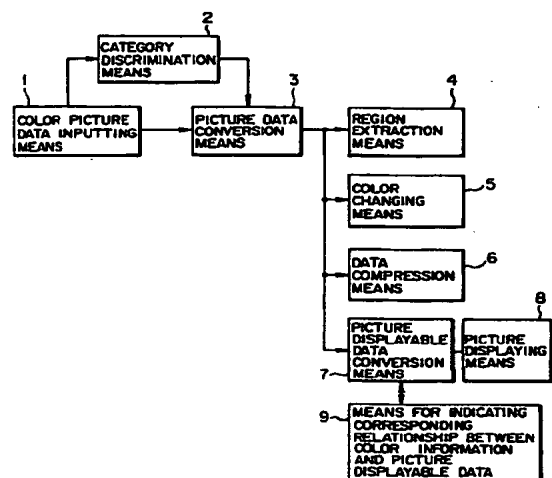 2
CATEGORY
DISCRIMINATION
MEANS
1
COLOR PICTURE
DATA INPUTTING
MEANS
3
PICTURE DATA
CONVERSION
MEANS
4
REGION
EXTRACTION
MEANS
5
COLOR
CHANGING
MEANS
6
DATA
COMPRESSION
MEANS
7
PICTURE
DISPLAYABLE
DATA
CONVERSION
MEANS
8
PICTURE
DISPLAYING
MEANS
9
MEANS FOR INDICATING
CORRESPONDING
RELATIONSHIP BETWEEN
COLOR INFORMATION
AND PICTURE
DISPLAYABLE DATA